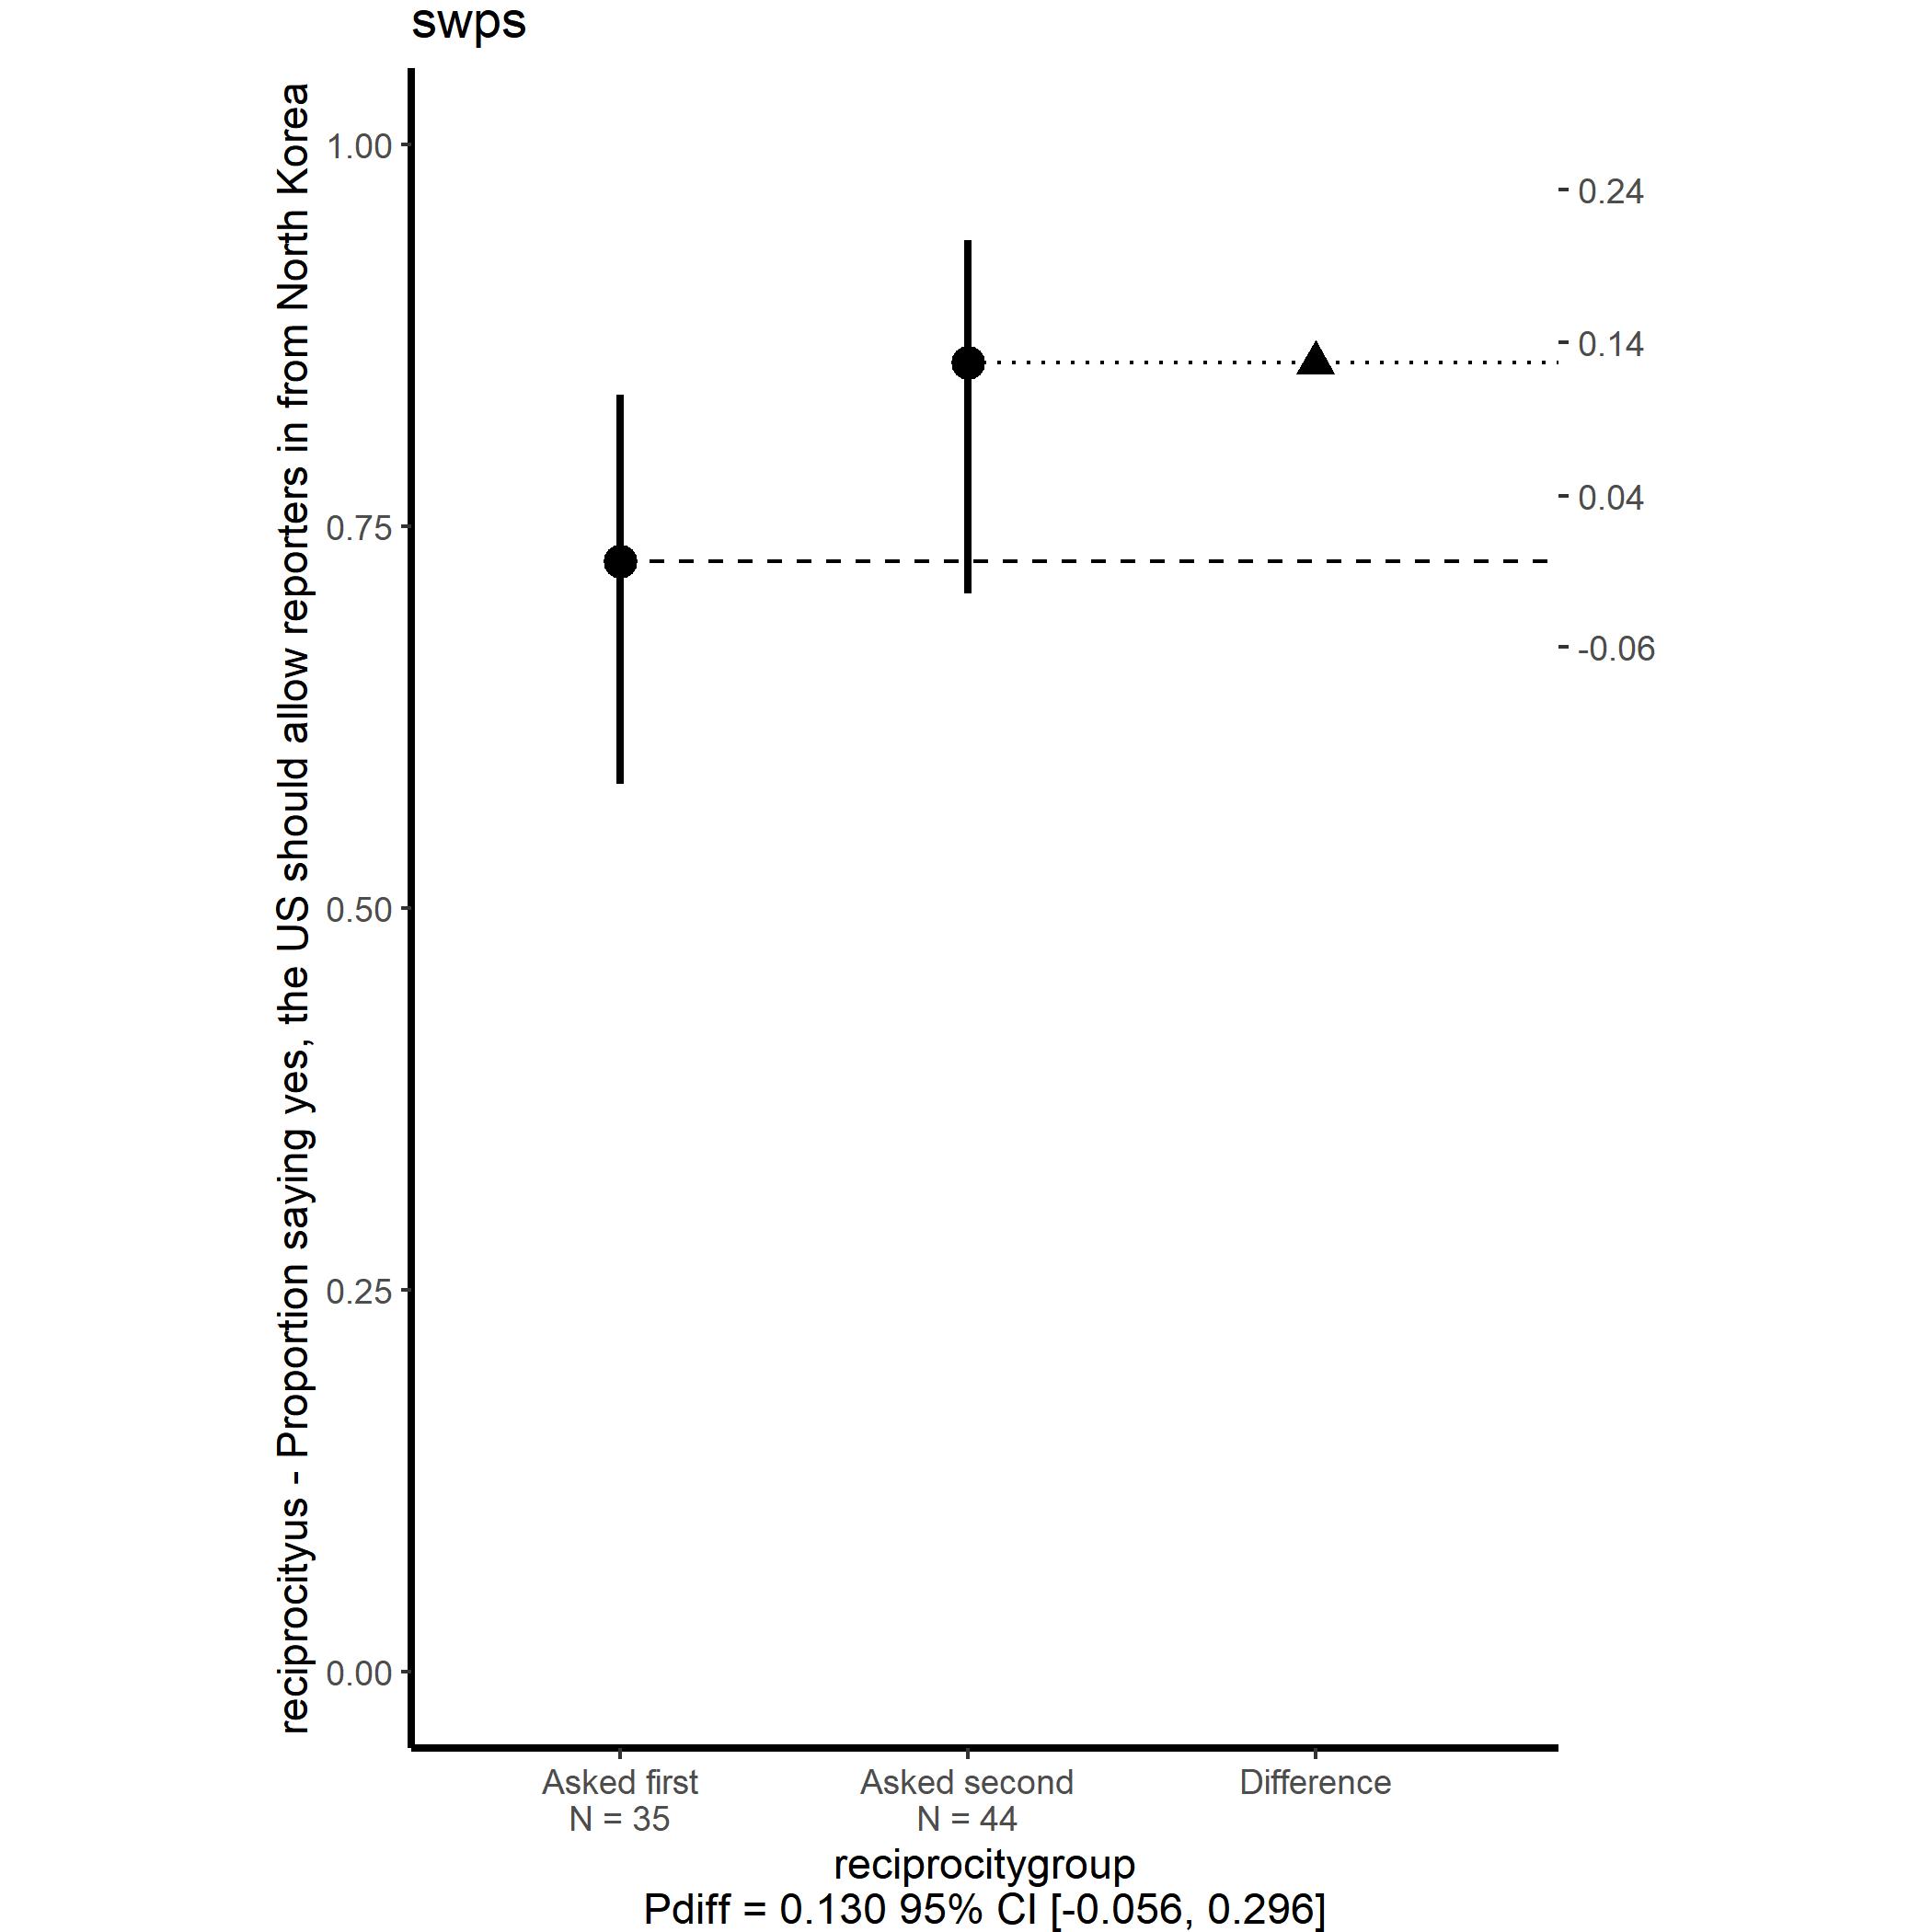 swps
reciprocityus - Proportion saying yes, the US should allow reporters in from North Korea
1.00
0.75
0.50
0.25
0.00
0.24
0.14
0.04
-0.06
Asked first
N = 35
Asked second
N = 44
Difference
reciprocitygroup
Pdiff = 0.130 95% CI [-0.056, 0.296]